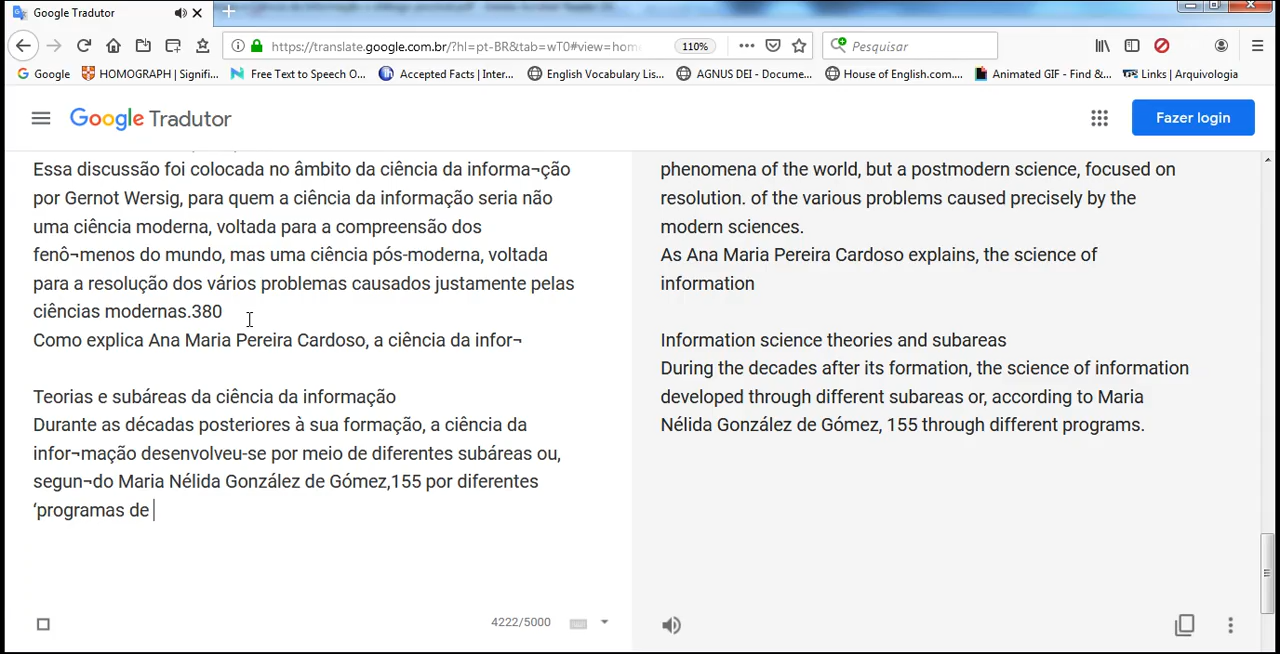 Google Tradutor
https://translate.google.com.br/?hl=pt-BR&tab=wT0#view=hom
110%
Pesquisar
Google
HOMOGRAPH | Signifi...
Free Text to Speech O...
Accepted Facts | Inter...
English Vocabulary Lis...
AGNUS DEI - Docume...
House of English.com....
Animated GIF - Find &...
Links | Arquivologia
Google Tradutor
Fazer login
Essa discussão foi colocada no âmbito da ciência da informa¬ção
por Gernot Wersig, para quem a ciência da informação seria não
uma ciência moderna, voltada para a compreensão dos
fenô¬menos do mundo, mas uma ciência pós-moderna, voltada
para a resolução dos vários problemas causados justamente pelas
ciências modernas.380
Como explica Ana Maria Pereira Cardoso, a ciência da infor¬
Teorias e subáreas da ciência da informação
Durante as décadas posteriores à sua formação, a ciência da
infor¬mação desenvolveu-se por meio de diferentes subáreas ou,
segun¬do Maria Nélida González de Gómez,155 por diferentes
‘programas de
4222/5000
phenomena of the world, but a postmodern science, focused on
resolution. of the various problems caused precisely by the
modern sciences.
As Ana Maria Pereira Cardoso explains, the science of
information
Information science theories and subareas
During the decades after its formation, the science of information
developed through different subareas or, according to Maria
Nélida González de Gómez, 155 through different programs.